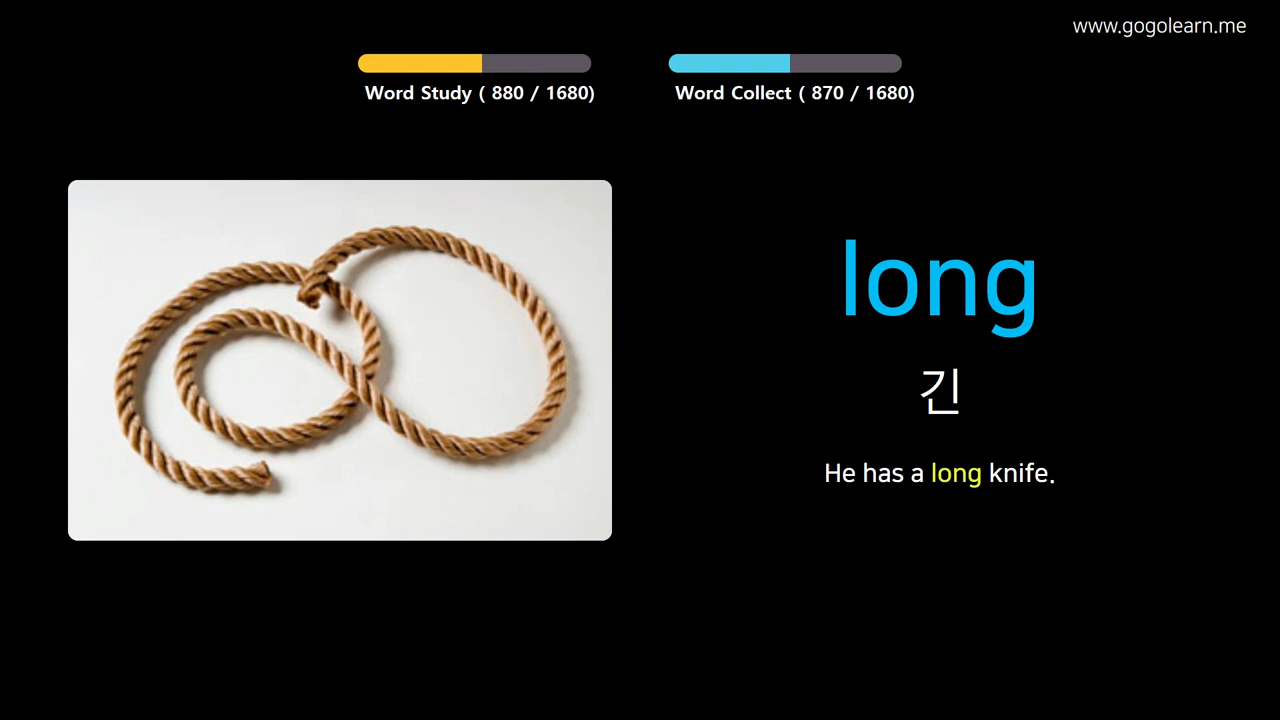 www.gogolearn.me
Word Study ( 880 / 1680)
Word Collect ( 870 / 1680)
long
긴
He has a long knife.